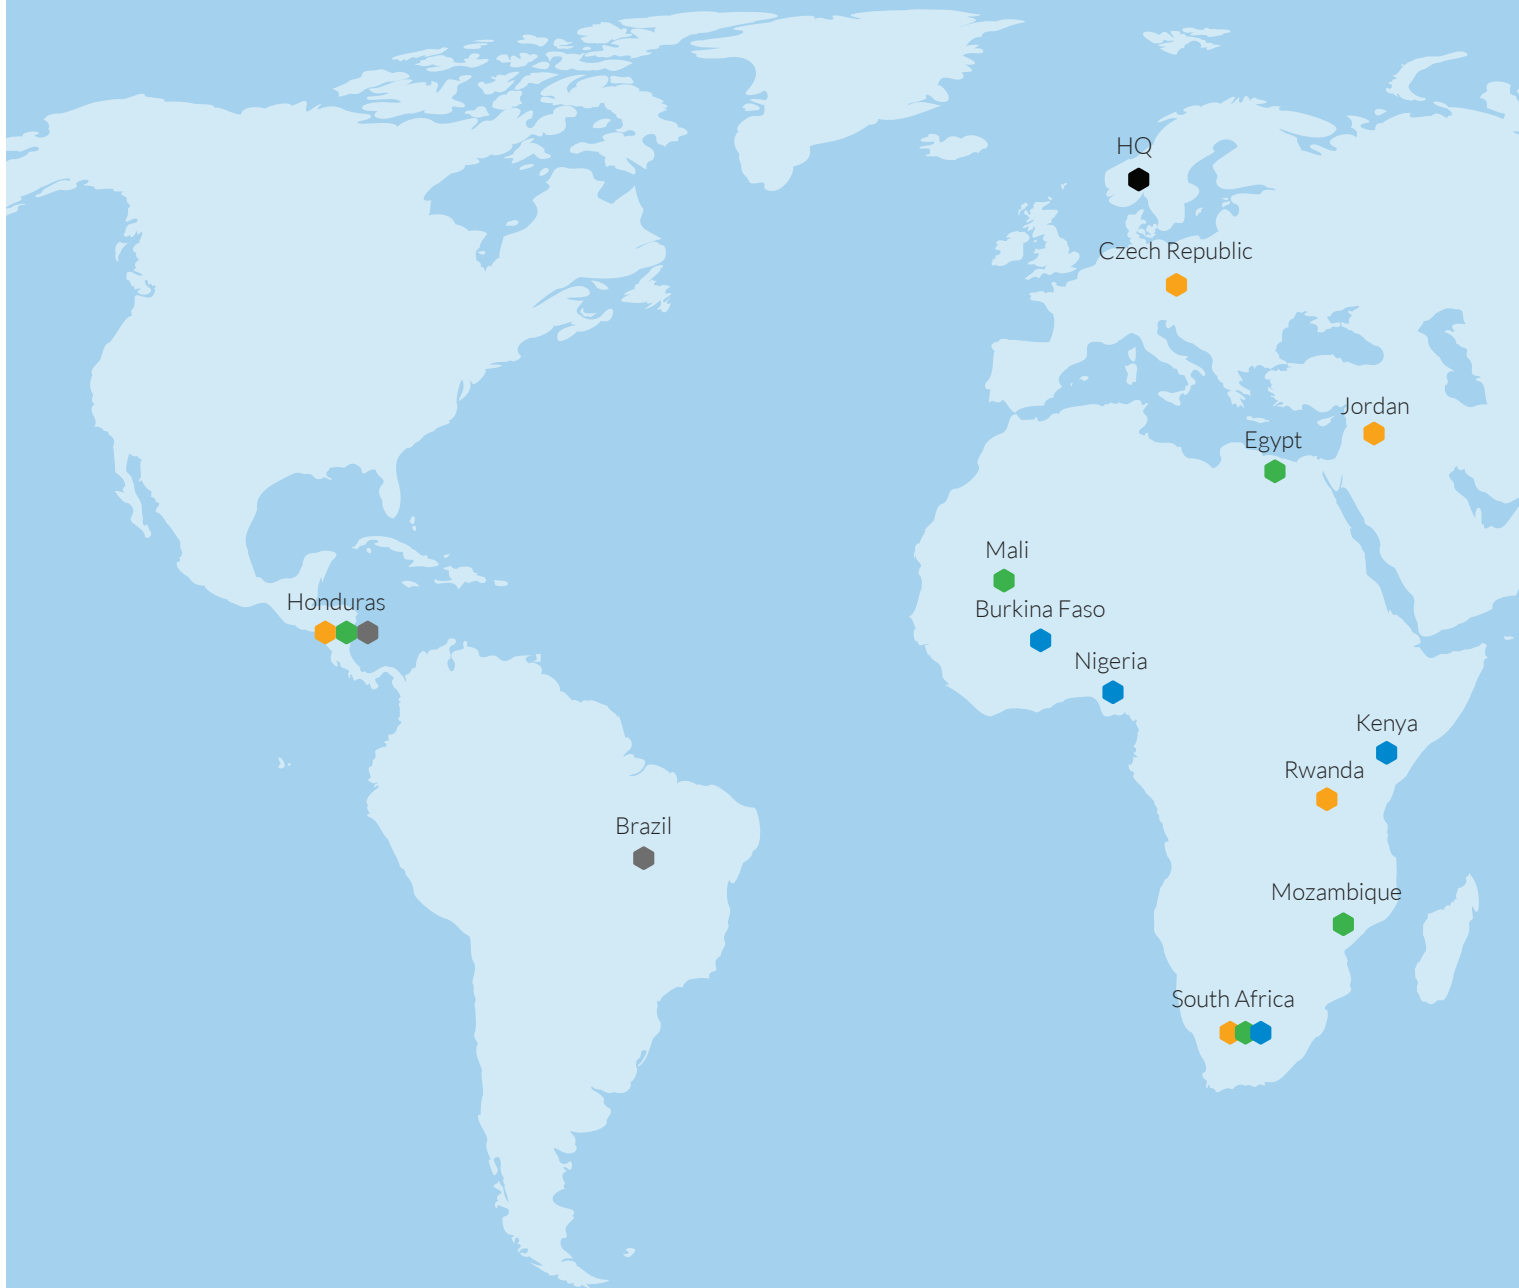 HQ
Czech Republic
Jordan
Egypt
Mali
Honduras
Burkina Faso
Nigeria
Kenya
Rwanda
Brazil
Mozambique
South Africa